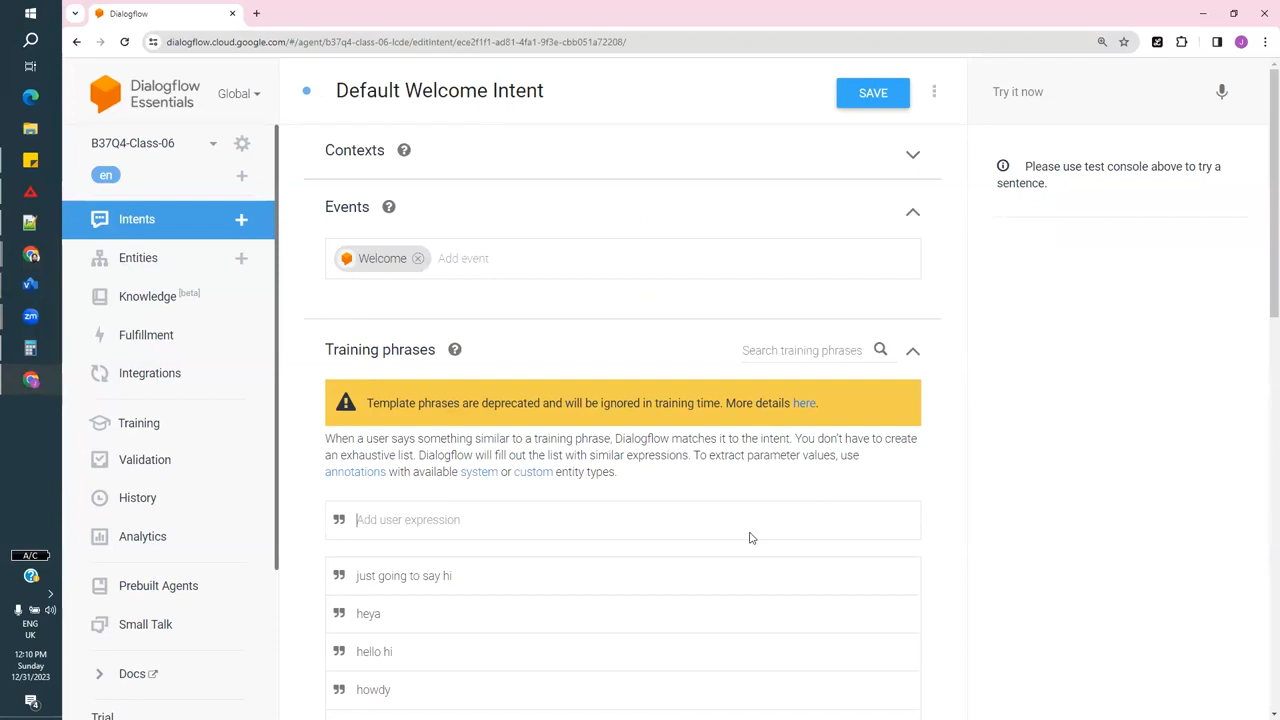 Dialogflow
dialogflow.cloud.google.com/#/agent/b37q4-class-06-lcde/editIntent/ece2f1f1-ad81-4fa1-9f3e-cbb051a72208/
J
Dialogflow
Essentials
Global
B37Q4-Class-06
en
Intents
Entities
Knowledge [beta]
Fulfillment
Integrations
Training
Validation
History
Analytics
Prebuilt Agents
Small Talk
Docs
Trial
Default Welcome Intent
SAVE
Contexts
Events
Welcome
Add event
Training phrases
Search training phrases
Template phrases are deprecated and will be ignored in training time. More details here.
When a user says something similar to a training phrase, Dialogflow matches it to the intent. You don't have to create
an exhaustive list. Dialogflow will fill out the list with similar expressions. To extract parameter values, use
annotations with available system or custom entity types.
Add user expression
just going to say hi
heya
hello hi
howdy
Try it now
Please use test console above to try a
sentence.
zm
A/C
ENG
UK
12:10 PM
Sunday
12/31/2023
4